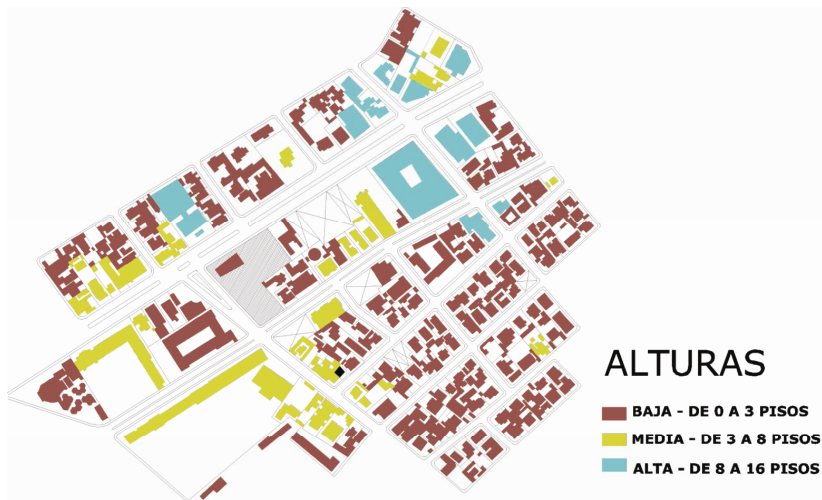 ALTURAS
BAJA - DE 0 A 3 PISOS
MEDIA - DE 3 A 8 PISOS
ALTA - DE 8 A 16 PISOS